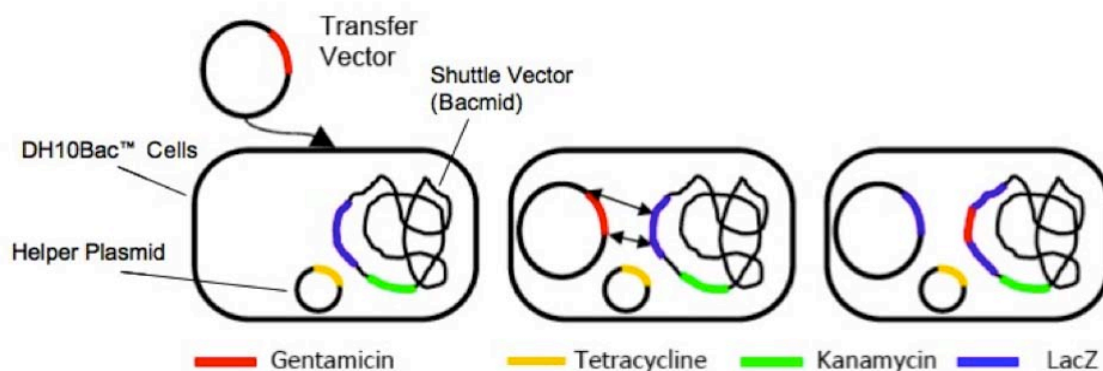 Transfer
Vector
Shuttle Vector
(Bacmid)
DH10Bac™ Cells
Helper Plasmid
Gentamicin
Tetracycline
Kanamycin
LacZ